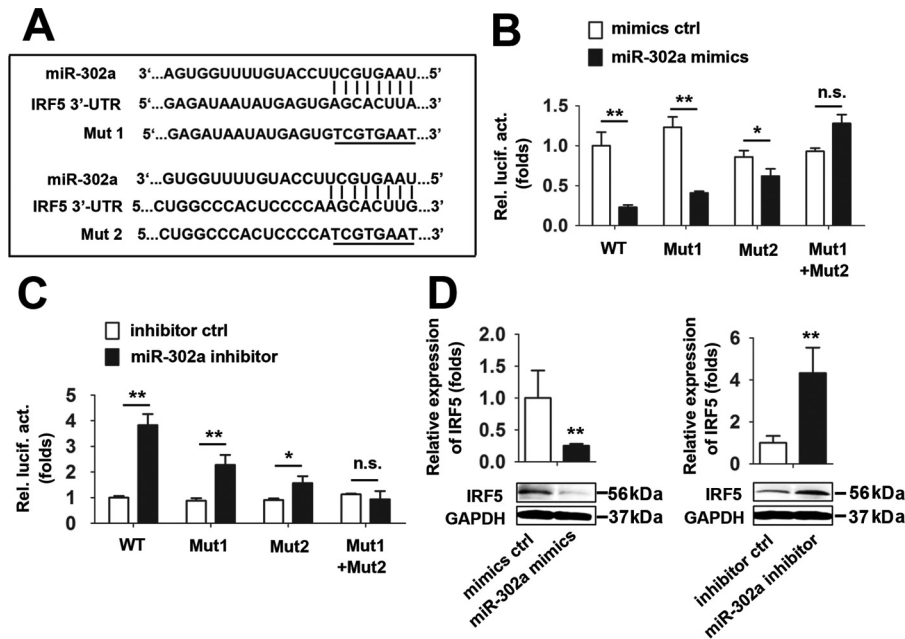 A
miR-302a 3‘...AGUGGUUUUGUACCUUCGUGAAU...5’
IRF5 3’-UTR 5‘...GAGAUAAUAUGAGUGAGCACUUA...3’
Mut 1 5‘...GAGAUAAUAUGAGUGTCGTGAAT...3’
miR-302a 3‘...GUGGUUUUGUACCUUCGUGAAU...5’
IRF5 3’-UTR 5...CUGGCCCACUCCCCAAGCACUUG...3’
Mut 2 5...CUGGCCCACUCCCCATCGTGAAT...3’
B
mimics ctrl
miR-302a mimics
Rel. lucif. act.
(folds)
1.5
1.0
0.5
0.0
**
**
*
n.s.
WT Mut1 Mut2 Mut1
+Mut2
C
inhibitor ctrl
miR-302a inhibitor
Rel. lucif. act.
(folds)
5
4
3
2
1
0
**
**
*
n.s.
WT Mut1 Mut2 Mut1
+Mut2
D
Relative expression
of IRF5 (folds)
2.0
1.5
1.0
0.5
0.0
**
IRF5 56kDa
GAPDH 37kDa
mimics ctrl
miR-302a mimics
Relative expression
of IRF5 (folds)
6
4
2
0
**
IRF5 56kDa
GAPDH 37kDa
inhibitor ctrl
miR-302a inhibitor